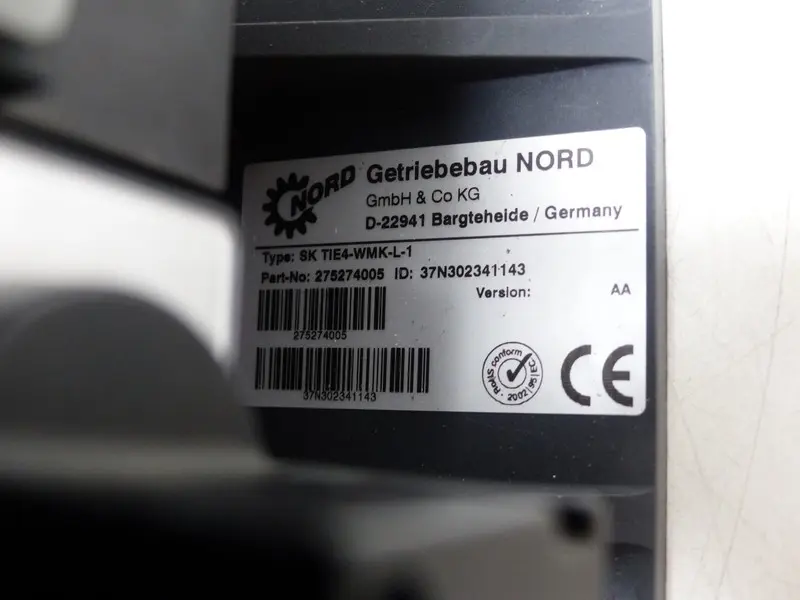 NORD
Getriebebau NORD
GmbH & Co KG
D-22941 Bargteheide / Germany
Type: SK TIE4-WMK-L-1
Part-No: 275274005 ID: 37N302341143
Version: AA
275274005
37N302341143
RoHS conform
2002/95/EC
CE